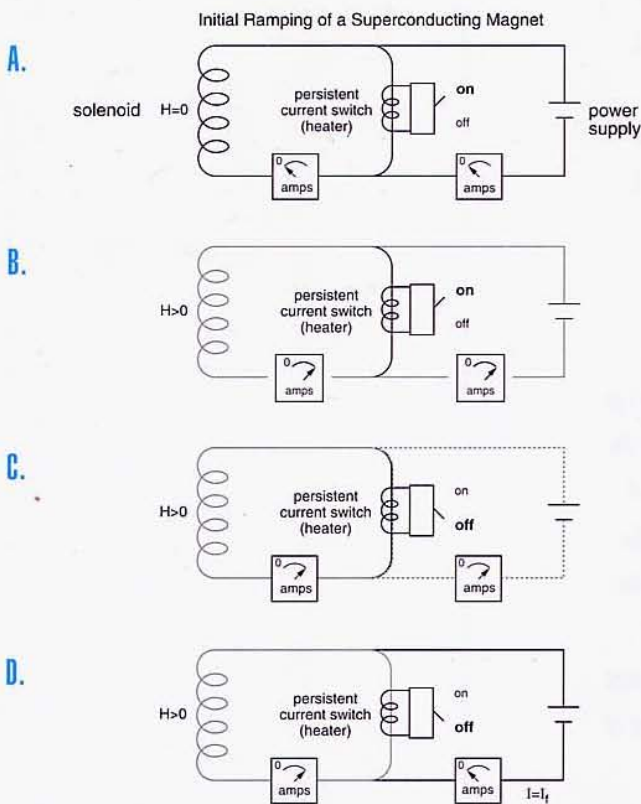 Initial Ramping of a Superconducting Magnet
A.
solenoid
H=0
persistent
current switch
(heater)
on
off
power
supply
0
amps
0
amps
B.
H>0
persistent
current switch
(heater)
on
off
0
amps
0
amps
C.
H>0
persistent
current switch
(heater)
on
off
0
amps
0
amps
D.
H>0
persistent
current switch
(heater)
on
off
0
amps
0
amps
I=If